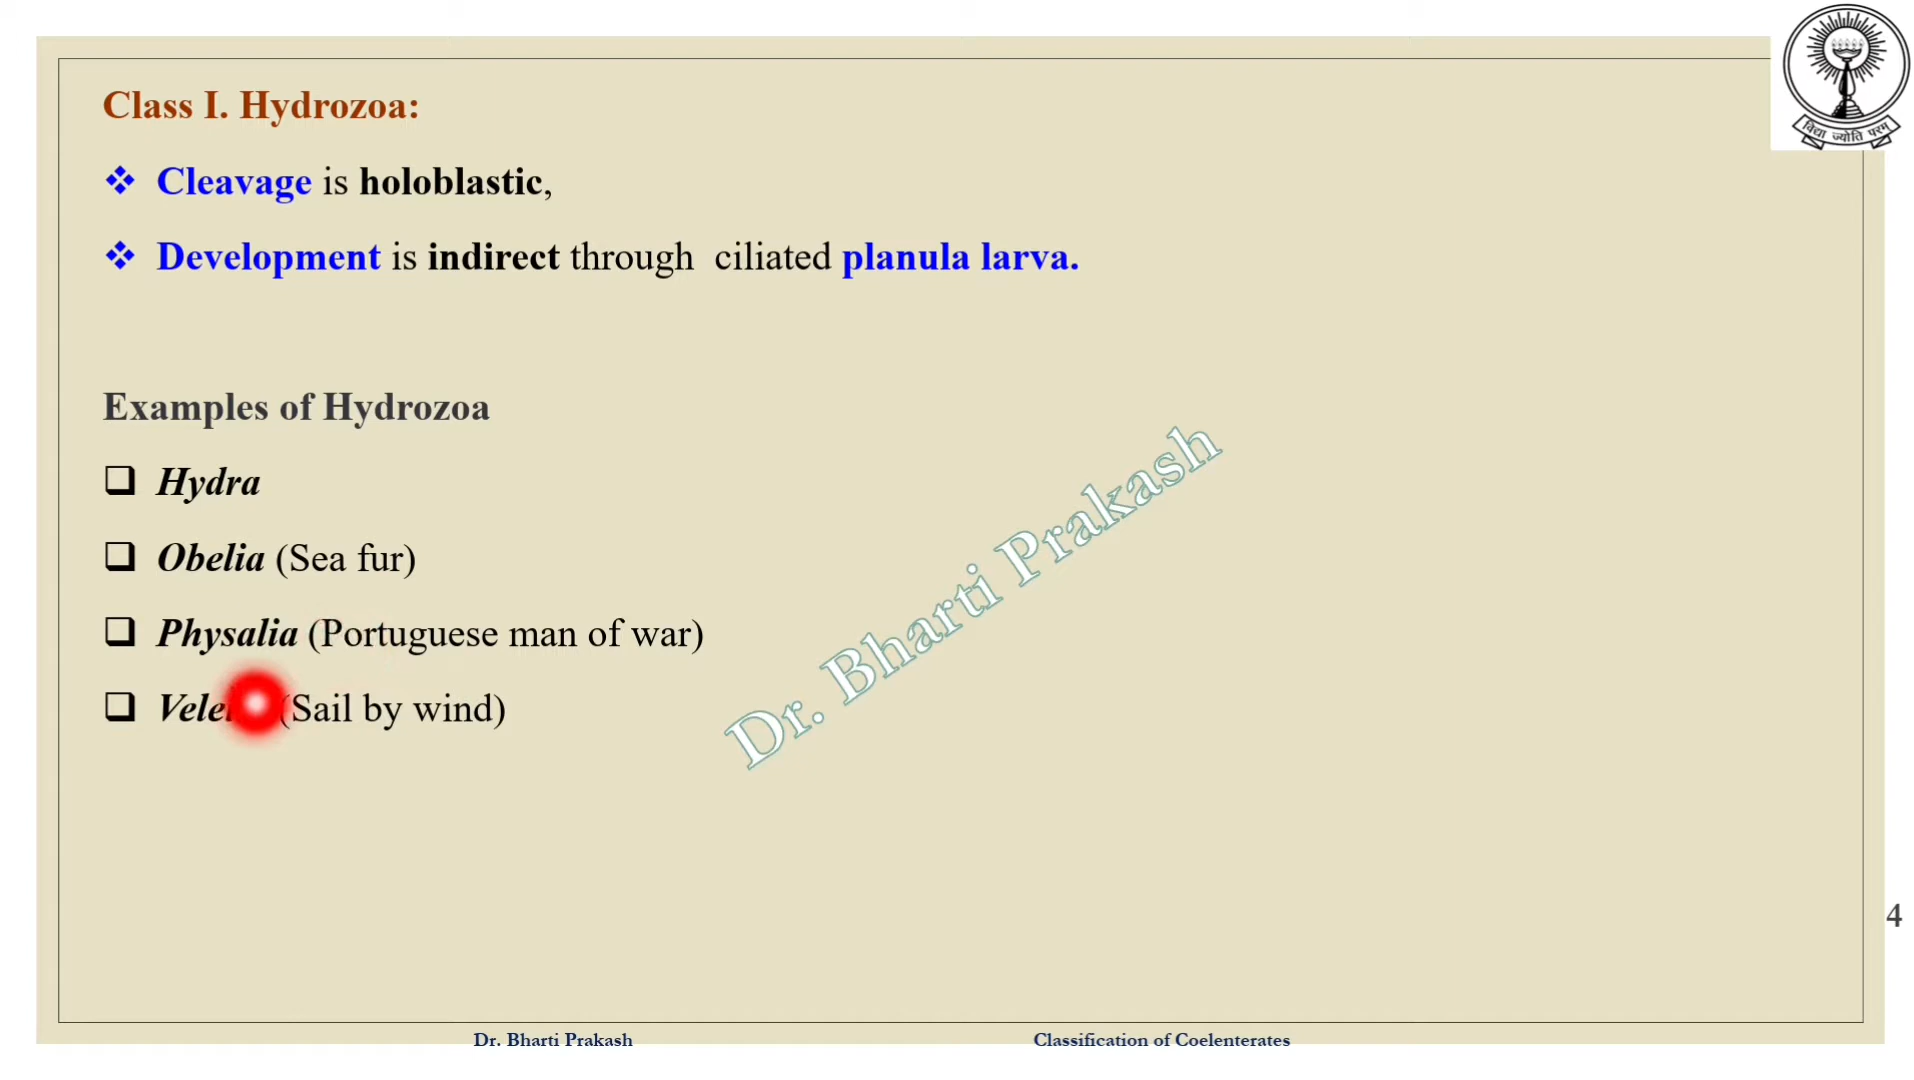 Class I. Hydrozoa:
❖ Cleavage is holoblastic,
❖ Development is indirect through ciliated planula larva.
Examples of Hydrozoa
❑ Hydra
❑ Obelia (Sea fur)
❑ Physalia (Portuguese man of war)
❑ (Sail by wind)
Dr. Bharti Prakash
विद्या ज्योति परम्
4
Dr. Bharti Prakash
Classification of Coelenterates